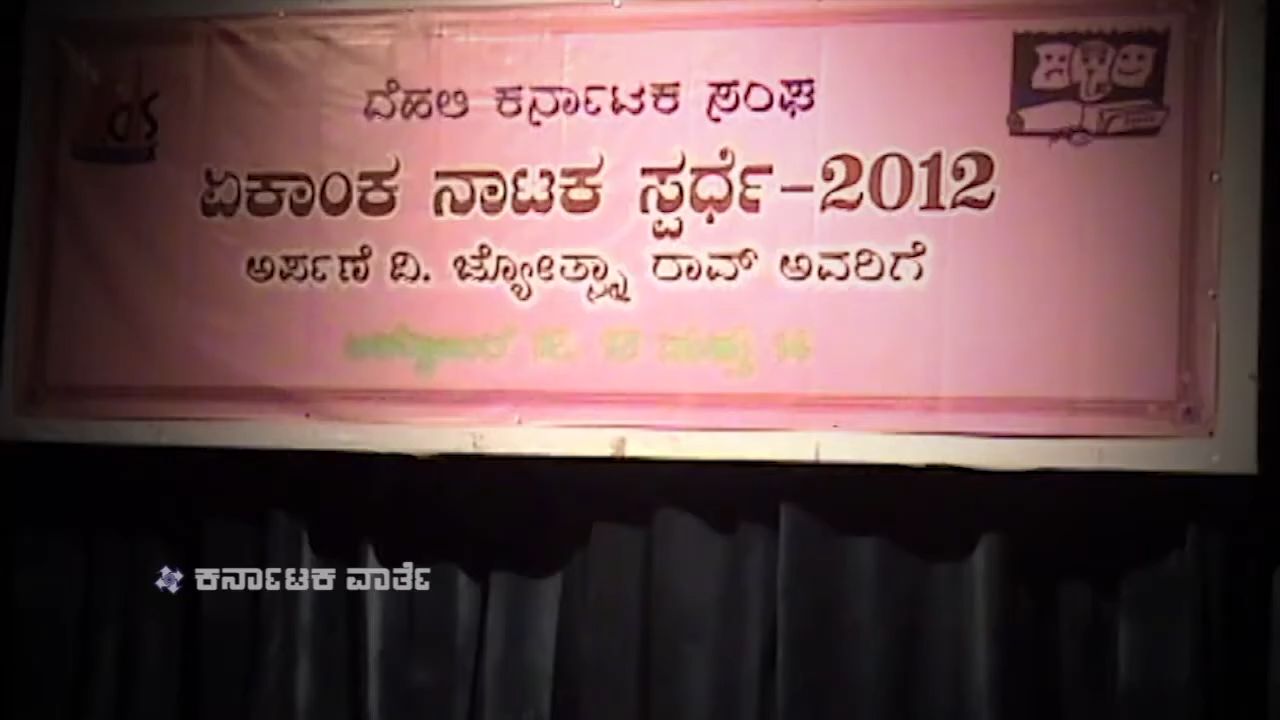 ದೆಹಲಿ ಕರ್ನಾಟಕ ಸಂಘ
ಏಕಾಂಕ ನಾಟಕ ಸ್ಪರ್ಧೆ-2012
ಅರ್ಪಣೆ ದಿ. ಜ್ಯೋತ್ಸ್ನಾ ರಾವ್ ಅವರಿಗೆ
ಕರ್ನಾಟಕ ವಾರ್ತೆ